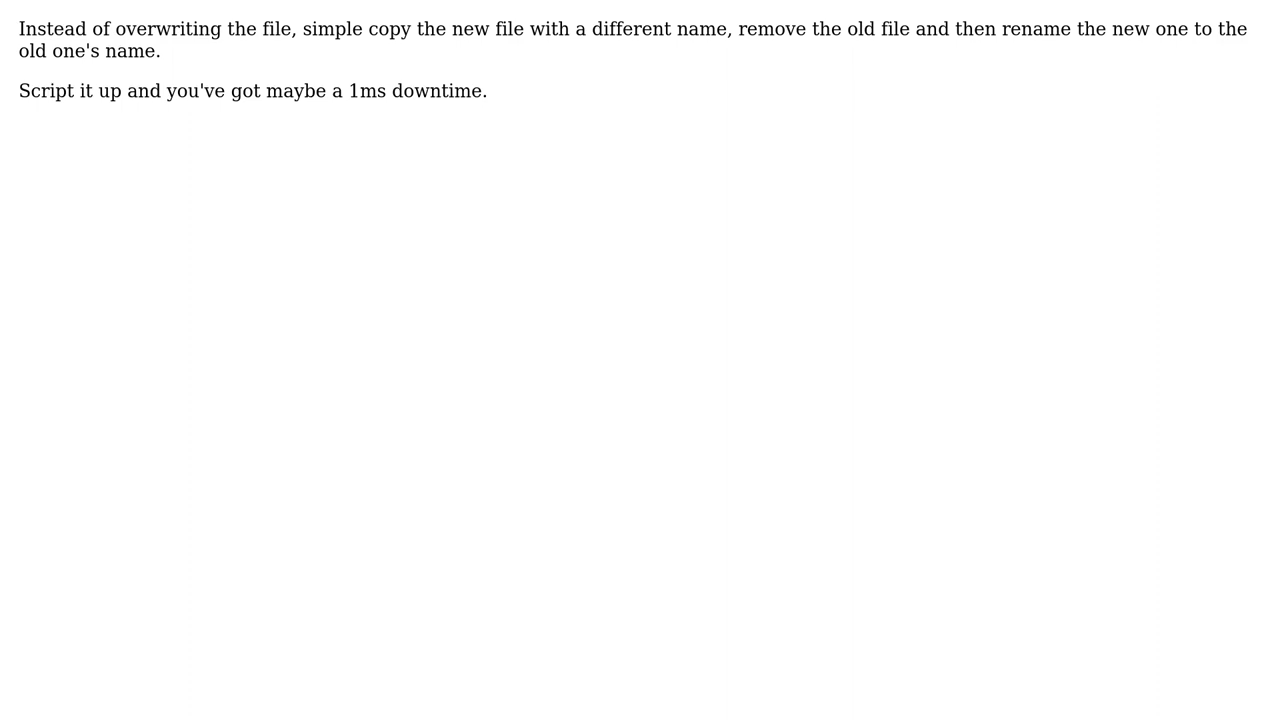 Instead of overwriting the file, simple copy the new file with a different name, remove the old file and then rename the new one to the
old one's name.
Script it up and you've got maybe a 1ms downtime.